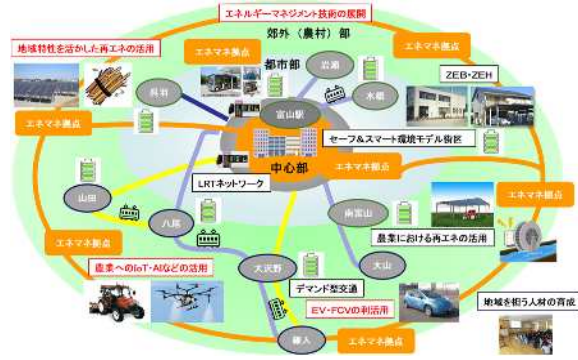 エネルギーマネジメント技術の展開
郊外（農村）部
エネマネ拠点
エネマネ拠点
地域特性を活かした再エネの活用
都市部
岩瀬
ZEB・ZEH
呉羽
水橋
エネマネ拠点
富山駅
セーフ&スマート環境モデル街区
エネマネ拠点
中心部
エネマネ拠点
LRTネットワーク
山田
南富山
エネマネ拠点
八尾
農業における再エネの活用
エネマネ拠点
産業へのIoT・AIなどの活用
大沢野
大山
デマンド型交通
EV・FCVの利活用
地域を担う人材の育成
細入
エネマネ拠点